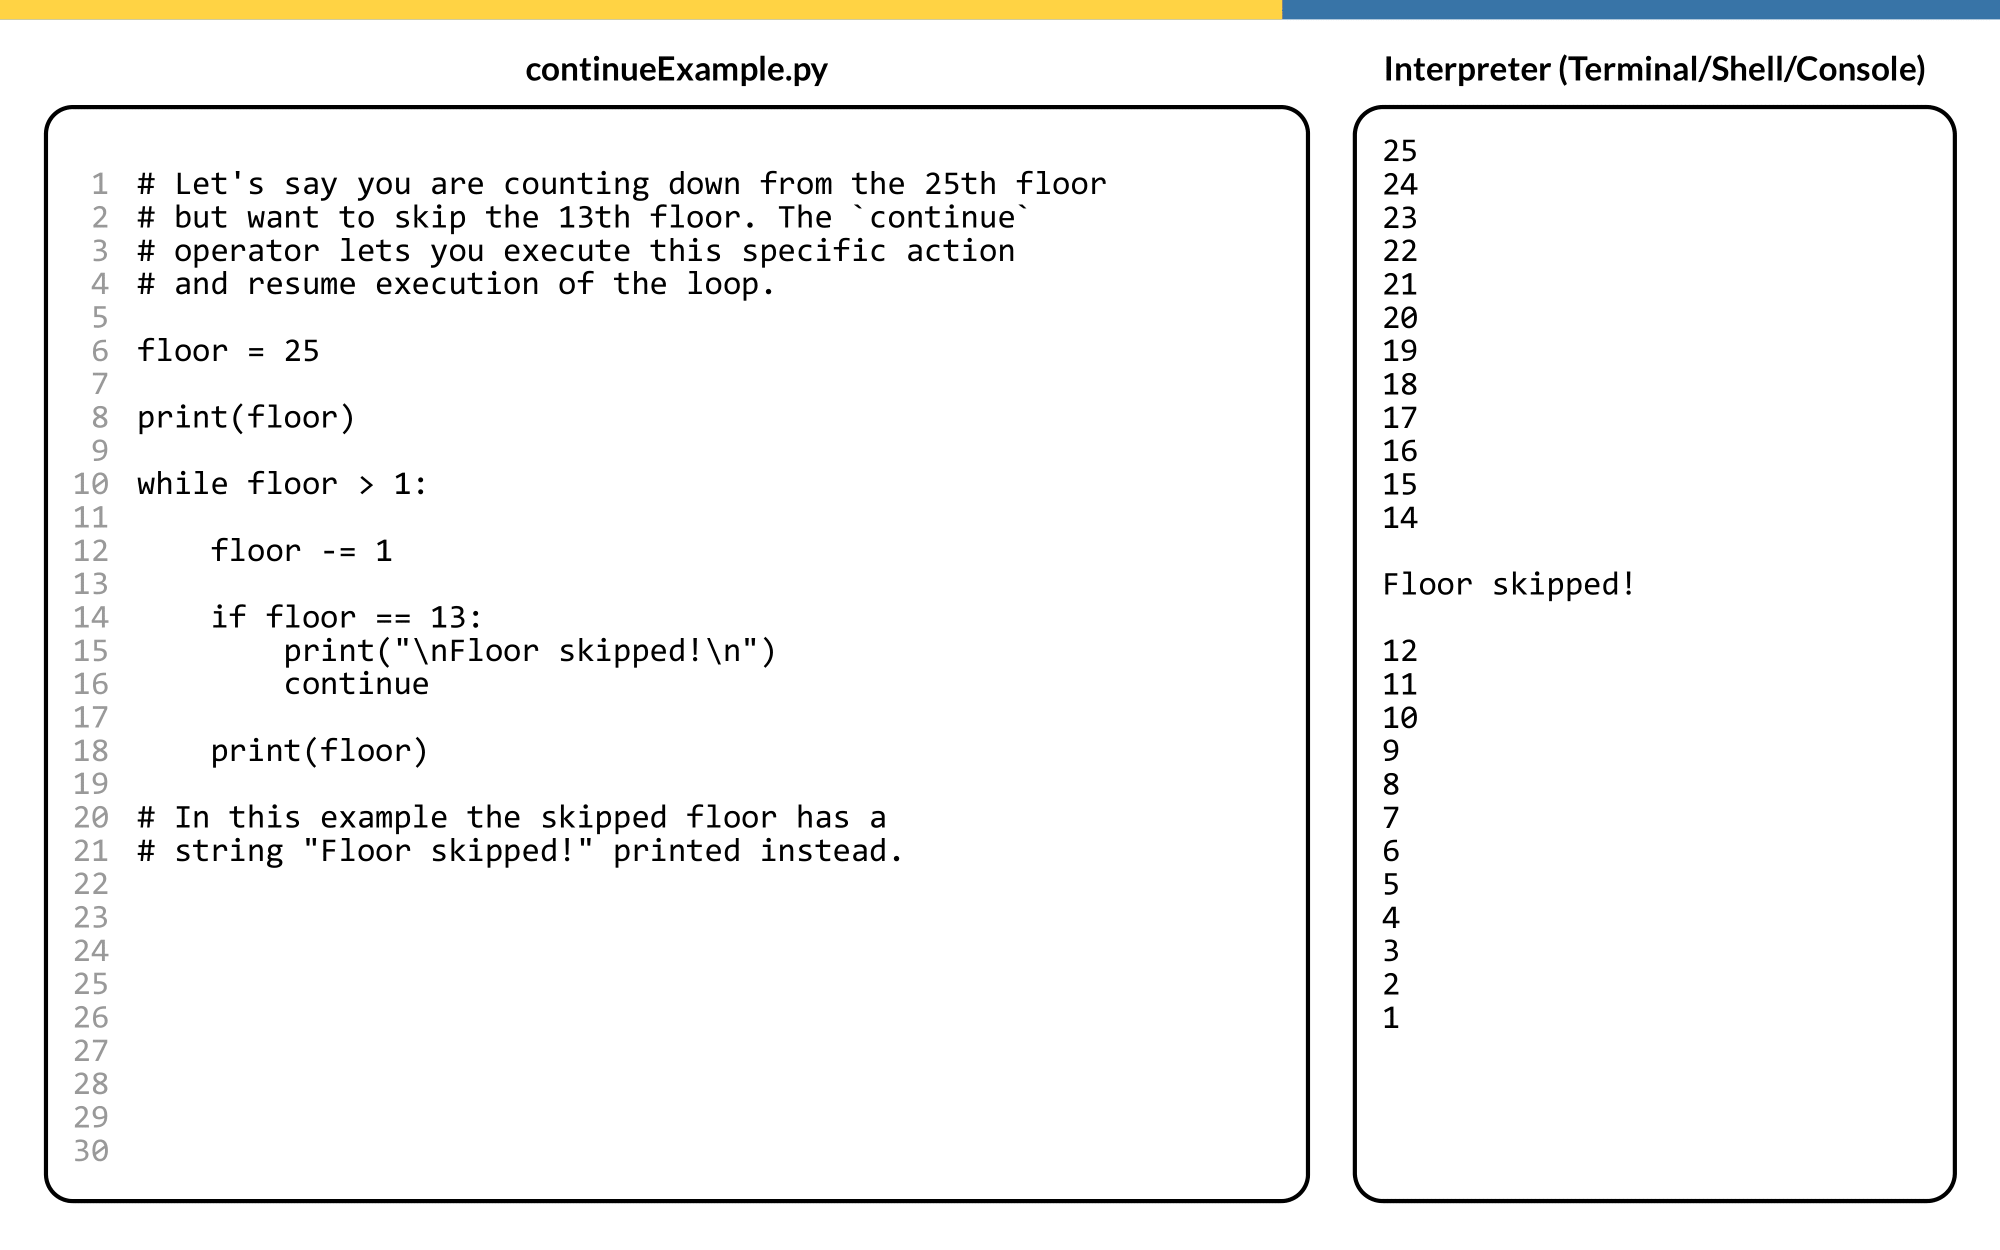 continueExample.py
1 # Let's say you are counting down from the 25th floor
2 # but want to skip the 13th floor. The `continue`
3 # operator lets you execute this specific action
4 # and resume execution of the loop.
5
6 floor = 25
7
8 print(floor)
9
10 while floor > 1:
11
12     floor -= 1
13
14     if floor == 13:
15         print("\nFloor skipped!\n")
16         continue
17
18     print(floor)
19
20 # In this example the skipped floor has a
21 # string "Floor skipped!" printed instead.
22
23
24
25
26
27
28
29
30
Interpreter (Terminal/Shell/Console)
25
24
23
22
21
20
19
18
17
16
15
14
Floor skipped!
12
11
10
9
8
7
6
5
4
3
2
1